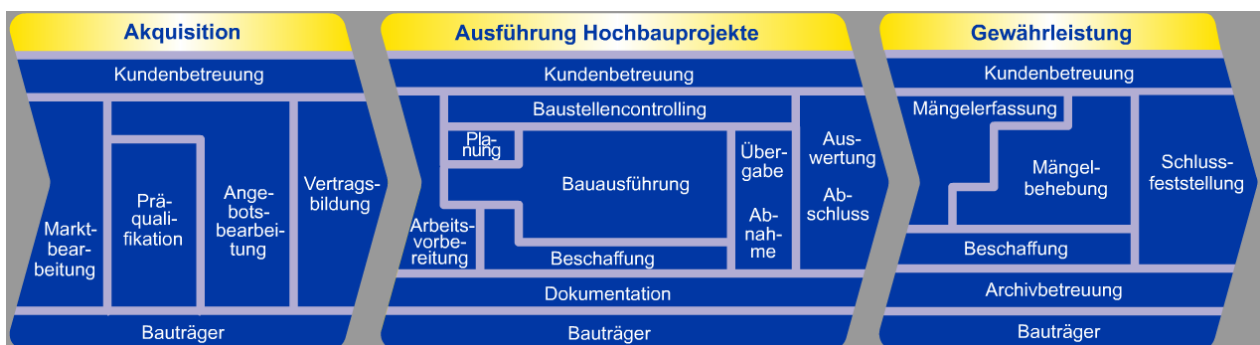 Akquisition
Kundenbetreuung
Markt-
bear-
beitung
Prä-
quali-
fikation
Ange-
botsbearbei-
tung
Vertrags-
bildung
Bauträger
Ausführung Hochbauprojekte
Kundenbetreuung
Baustellencontrolling
Pla-
nung
Bauausführung
Arbeits-
vorbe-
reitung
Beschaffung
Über-
gabe
Ab-
nah-
me
Aus-
wertung
Ab-
schluss
Dokumentation
Bauträger
Gewährleistung
Kundenbetreuung
Mängelerfassung
Mängel-
behebung
Schluss-
feststellung
Beschaffung
Archivbetreuung
Bauträger